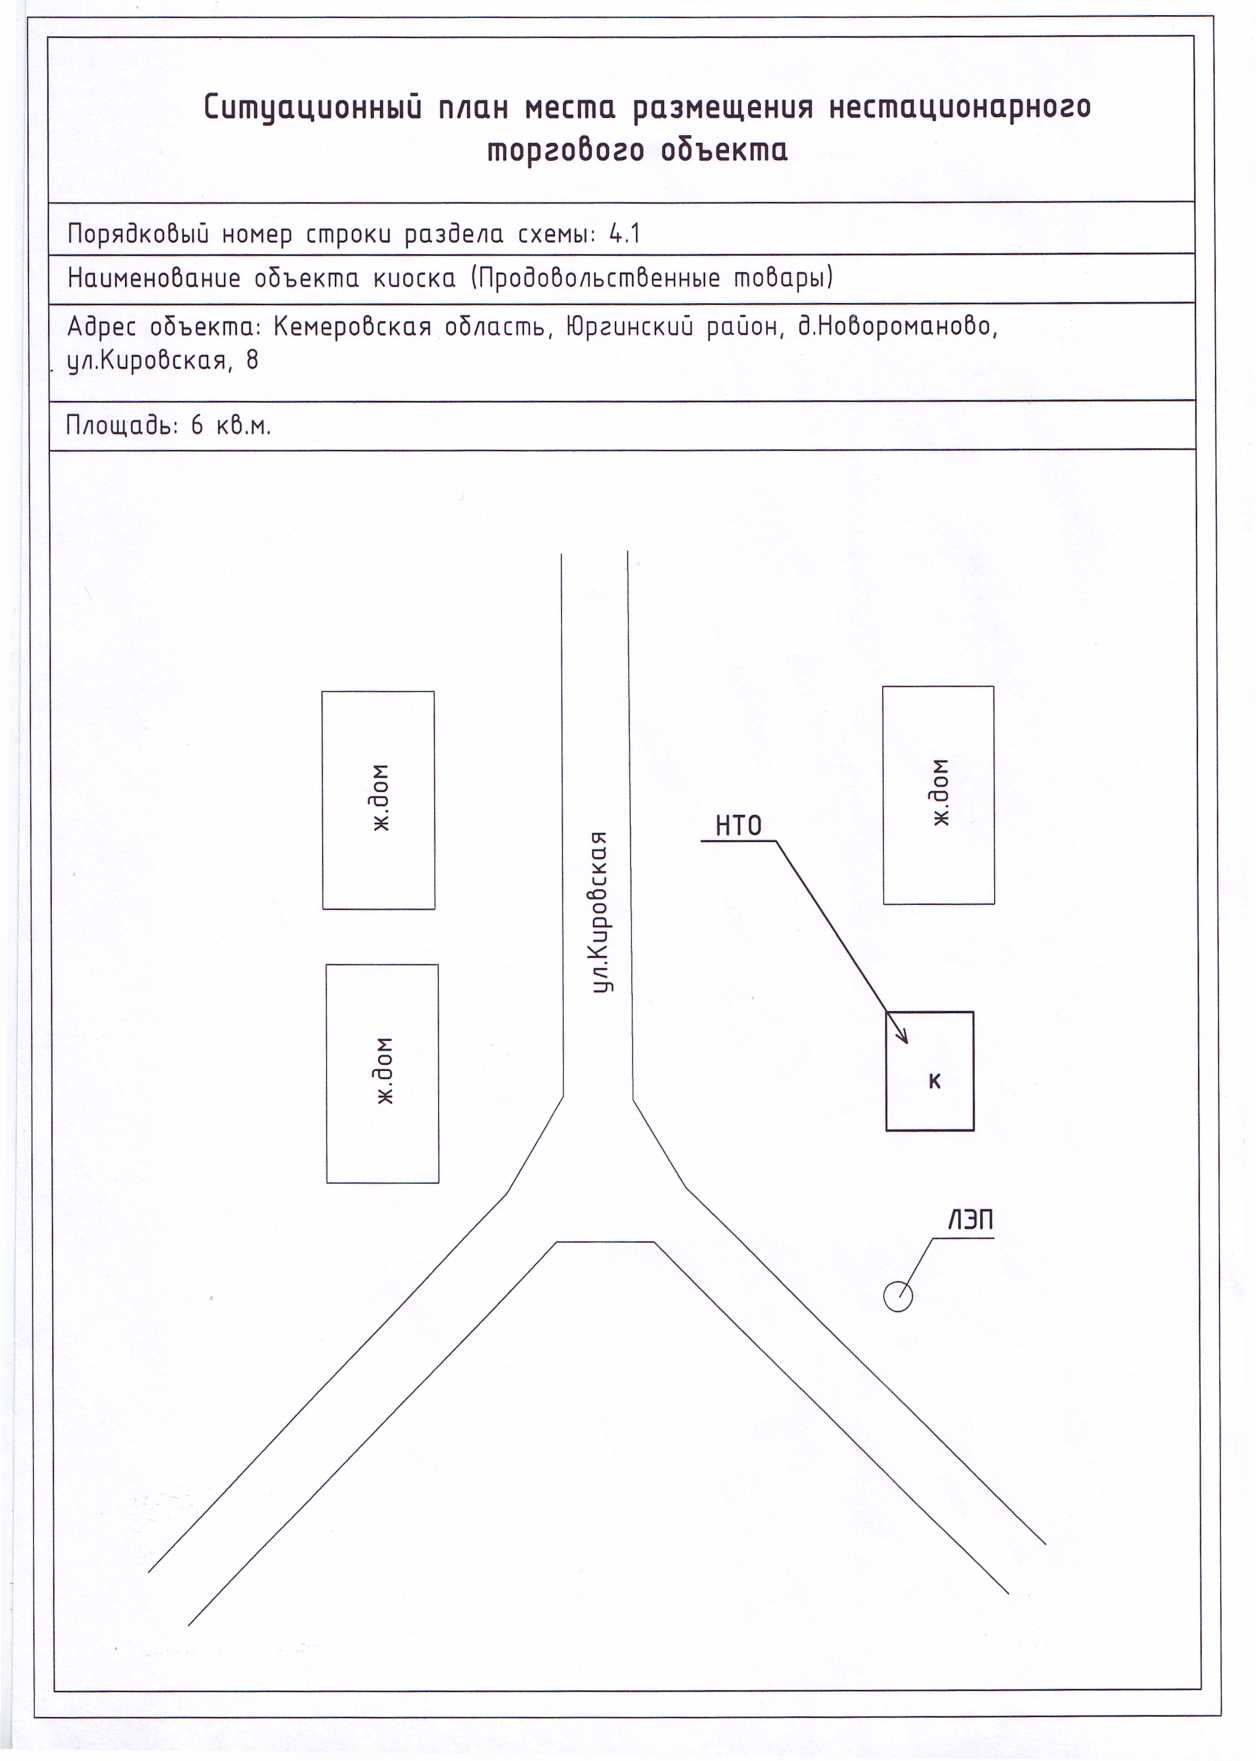 Ситуационный план места размещения нестационарного
торгового объекта
Порядковый номер строки раздела схемы: 4.1
Наименование объекта киоска (Продовольственные товары)
Адрес объекта: Кемеровская область, Юргинский район, д.Новороманово,
ул.Кировская, 8
Площадь: 6 кв.м.
ж.дом
ж.дом
НТО
ул.Кировская
ж.дом
к
ЛЭП